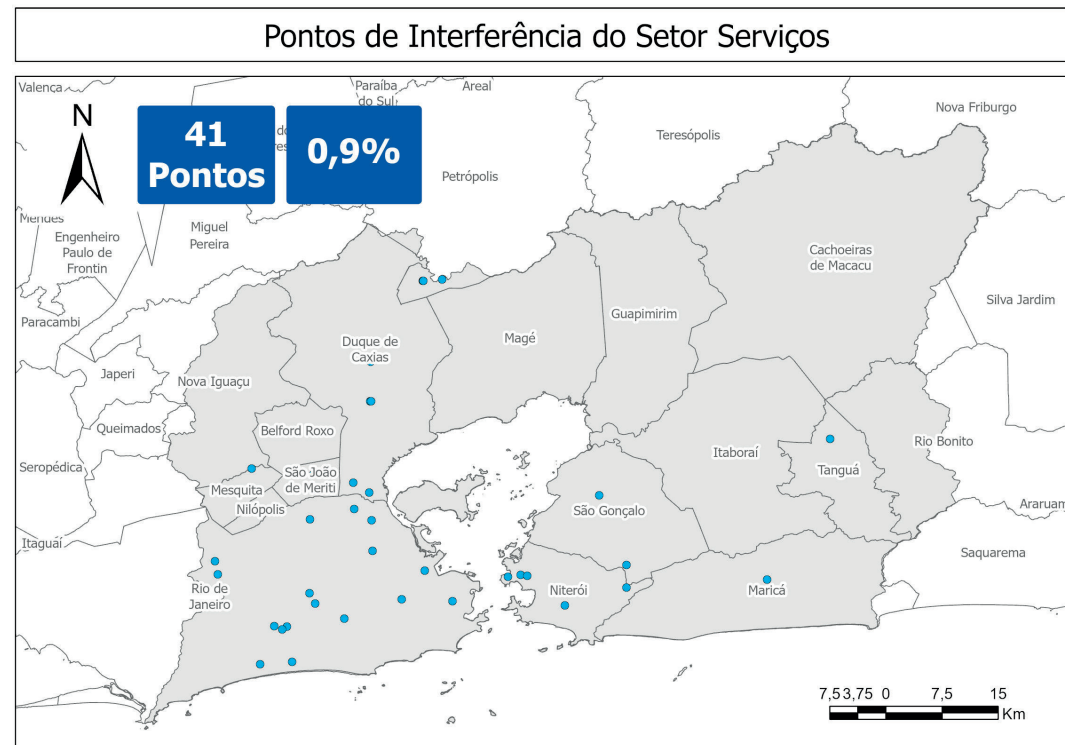 Pontos de Interferência do Setor Serviços
Valença
Paraíba
do Sul
Areal
Nova Friburgo
Teresópolis
N
41
Pontos
0,9%
Petrópolis
Mendes
Engenheiro
Paulo de
Frontin
Miguel
Pereira
Cachoeiras
de Macacu
Silva Jardim
Paracambi
Guapimirim
Magé
Duque de
Caxias
Japeri
Nova Iguaçu
Queimados
Belford Roxo
Rio Bonito
Itaboraí
Seropédica
São João
de Meriti
Tanguá
Mesquita
Nilópolis
São Gonçalo
Araruam
Itaguaí
Saquarema
Rio de
Janeiro
Niterói
Maricá
7,5 3,75 0 7,5 15
Km